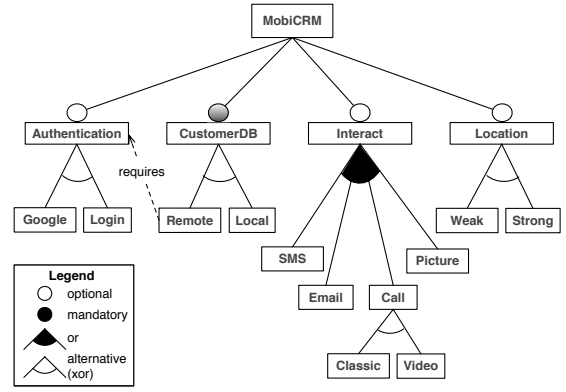 MobiCRM
Authentication
CustomerDB
Interact
Location
requires
Google
Login
Remote
Local
Weak
Strong
SMS
Picture
Email
Call
Classic
Video
Legend
optional
mandatory
or
alternative
(xor)